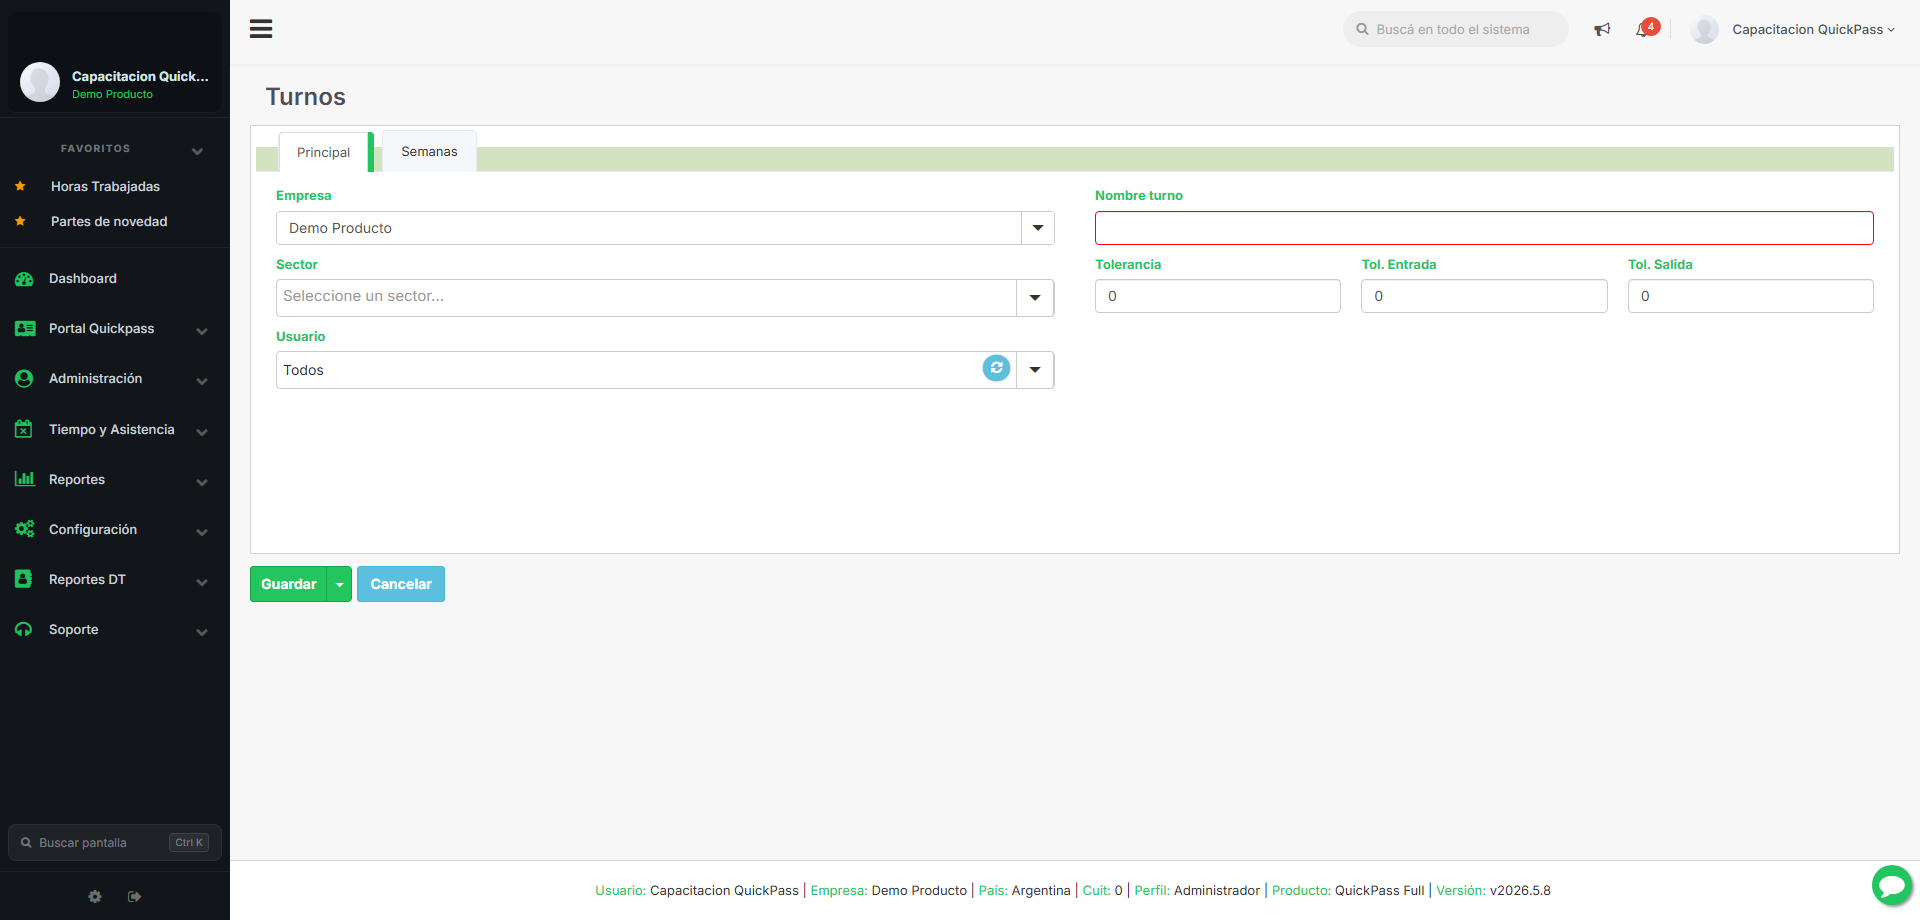 Capacitacion Quick...
Demo Producto
FAVORITOS
Horas Trabajadas
Partes de novedad
Dashboard
Portal Quickpass
Administración
Tiempo y Asistencia
Reportes
Configuración
Reportes DT
Soporte
Buscar pantalla Ctrl K
Buscá en todo el sistema 4 Capacitacion QuickPass
Turnos
Principal Semanas
Empresa
Demo Producto
Sector
Seleccione un sector...
Usuario
Todos
Nombre turno
Tolerancia Tol. Entrada Tol. Salida
0 0 0
Guardar Cancelar
Usuario: Capacitacion QuickPass | Empresa: Demo Producto | País: Argentina | Cuit: 0 | Perfil: Administrador | Producto: QuickPass Full | Versión: v2026.5.8